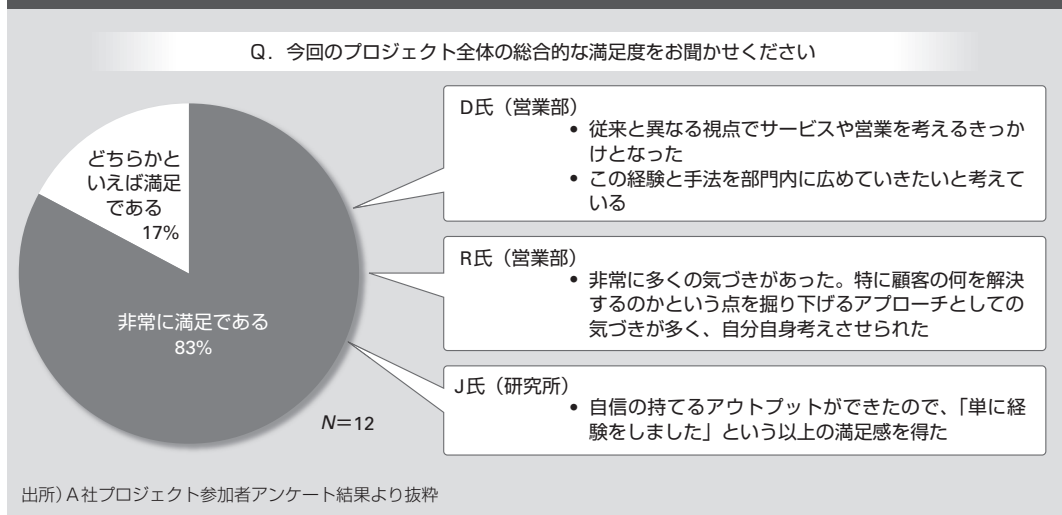 Q．今回のプロジェクト全体の総合的な満足度をお聞かせください
どちらかと
いえば満足
である
17%
非常に満足である
83%
N＝12
D氏（営業部）
• 従来と異なる視点でサービスや営業を考えるきっか
けとなった
• この経験と手法を部門内に広めていきたいと考えて
いる
R氏（営業部）
• 非常に多くの気づきがあった。特に顧客の何を解決
するのかという点を掘り下げるアプローチとしての
気づきが多く、自分自身考えさせられた
J氏（研究所）
• 自信の持てるアウトプットができたので、「単に経
験をしました」という以上の満足感を得た
出所）A社プロジェクト参加者アンケート結果より抜粋